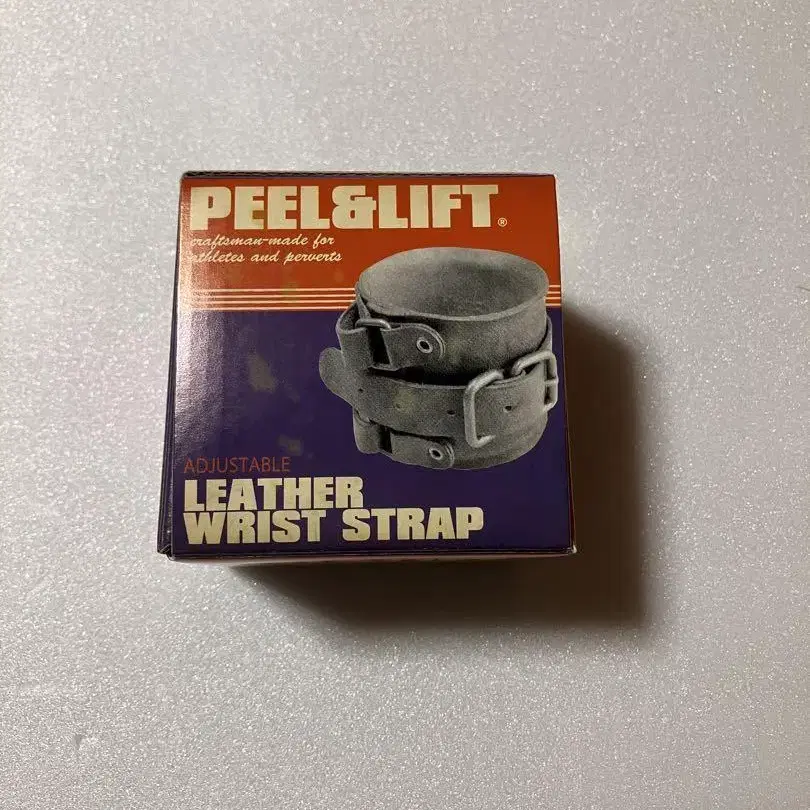 PEEL&LIFT®
craftsman-made for
athletes and perverts
ADJUSTABLE
LEATHER
WRIST STRAP